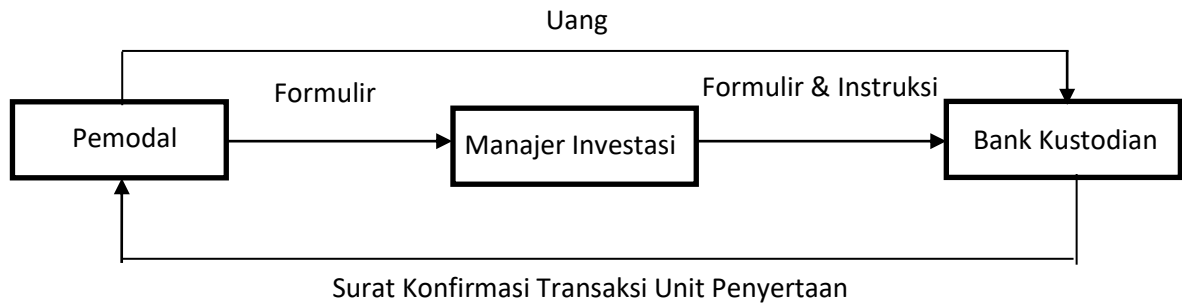 Uang
Formulir
Formulir & Instruksi
Pemodal
Manajer Investasi
Bank Kustodian
Surat Konfirmasi Transaksi Unit Penyertaan